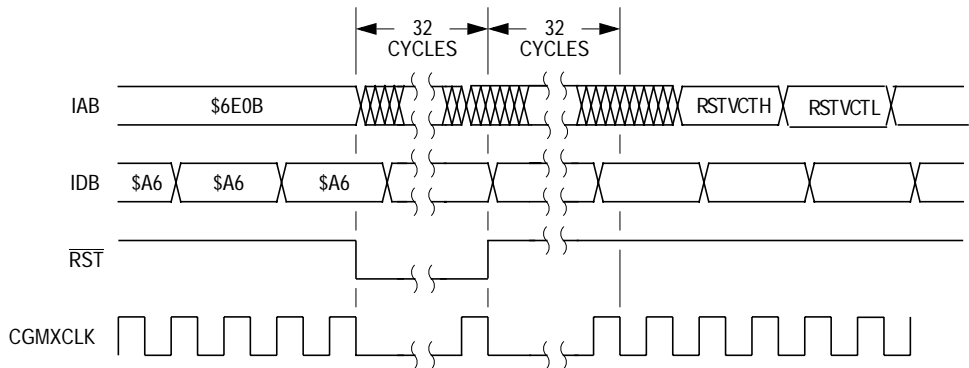 32
CYCLES
32
CYCLES
IAB
$6E0B
RSTVCTH
RSTVCTL
IDB
$A6
$A6
$A6
RST
CGMXCLK